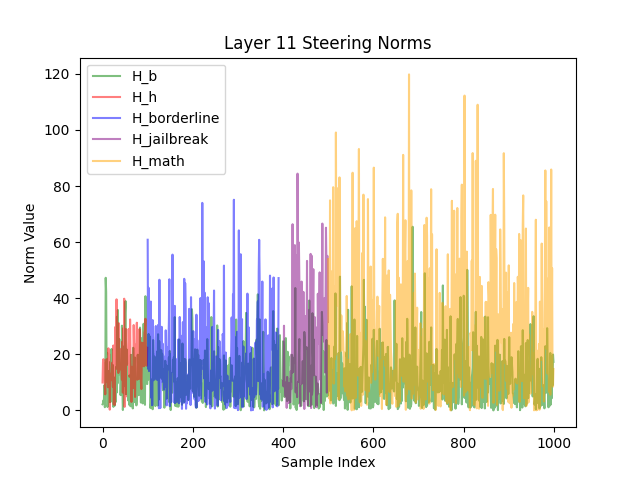 Layer 11 Steering Norms
H_b
H_h
H_borderline
H_jailbreak
H_math
Norm Value
120
100
80
60
40
20
0
0 200 400 600 800 1000
Sample Index